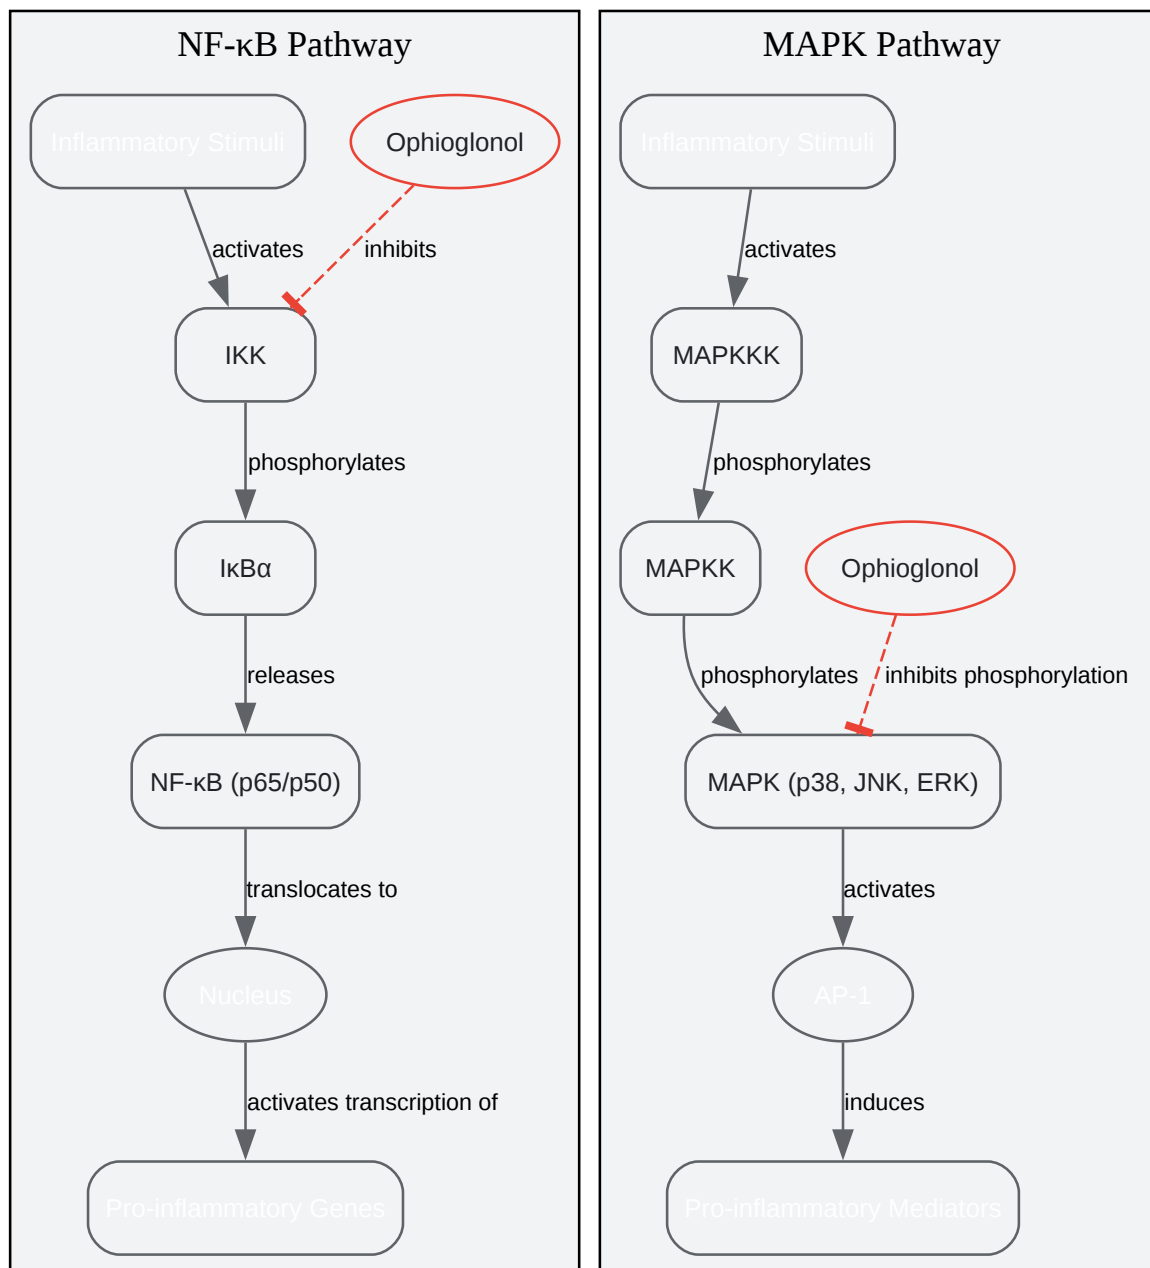 NF-κB Pathway
Inflammatory Stimuli
Ophioglonol
activates
inhibits
IKK
phosphorylates
IκBα
releases
NF-κB (p65/p50)
translocates to
Nucleus
activates transcription of
Pro-inflammatory Genes
MAPK Pathway
Inflammatory Stimuli
activates
MAPKKK
phosphorylates
MAPKK
Ophioglonol
phosphorylates
inhibits phosphorylation
MAPK (p38, JNK, ERK)
activates
AP-1
induces
Pro-inflammatory Mediators